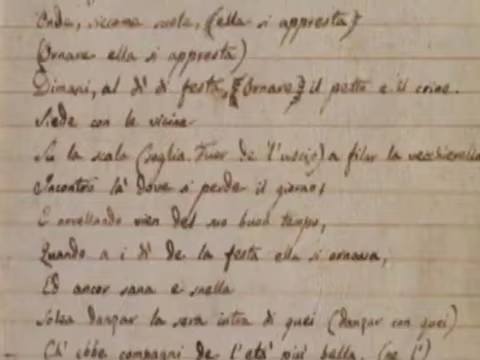 Onde, siccome suole, (ella si appresta)
(Ornare ella si appresta)
Dimani, al dì di festa, (Ornare) il petto e il crine.
Siede con le vicine
Su la scala (soglia. Fuor de l'uscio) a filar la vecchierella
Incontro là dove si perde il giorno;
E novellando vien del suo buon tempo,
Quando a i dì de la festa ella si ornava,
Ed ancor sana e snella
Solea danzar la sera intra di quei (danzar con quei)
Ch'ebbe compagni de l'età più bella.